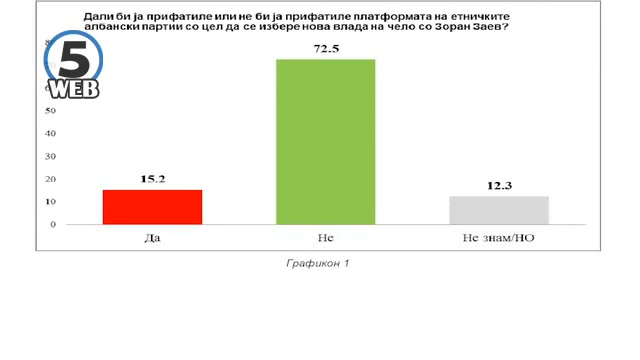 Дали би ја прифатиле или не би ја прифатиле платформата на етничките
албански партии со цел да се избере нова влада на чело со Зоран Заев?
5
WEB
72.5
50
40
30
20
10
0
15.2
12.3
Да
Не
Не знам/НО
Графикон 1